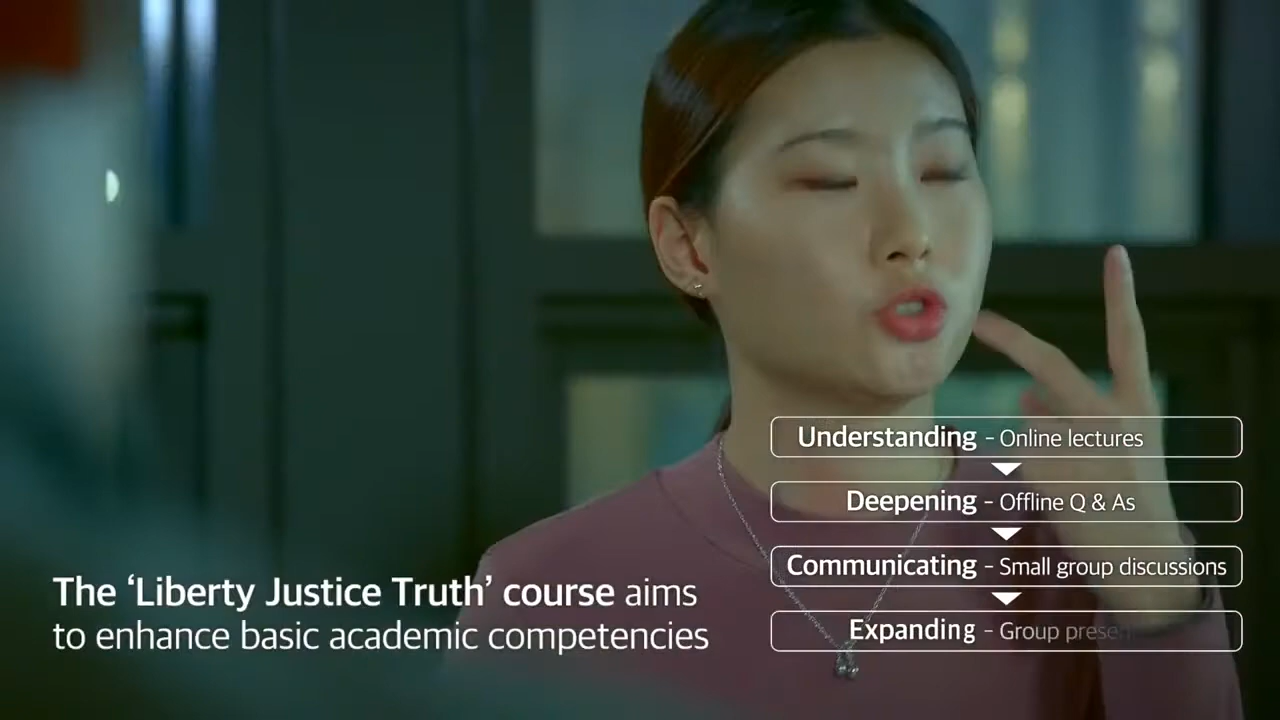 The ‘Liberty Justice Truth’ course aims
to enhance basic academic competencies
Understanding – Online lectures
Deepening – Offline Q & As
Communicating – Small group discussions
Expanding – Group